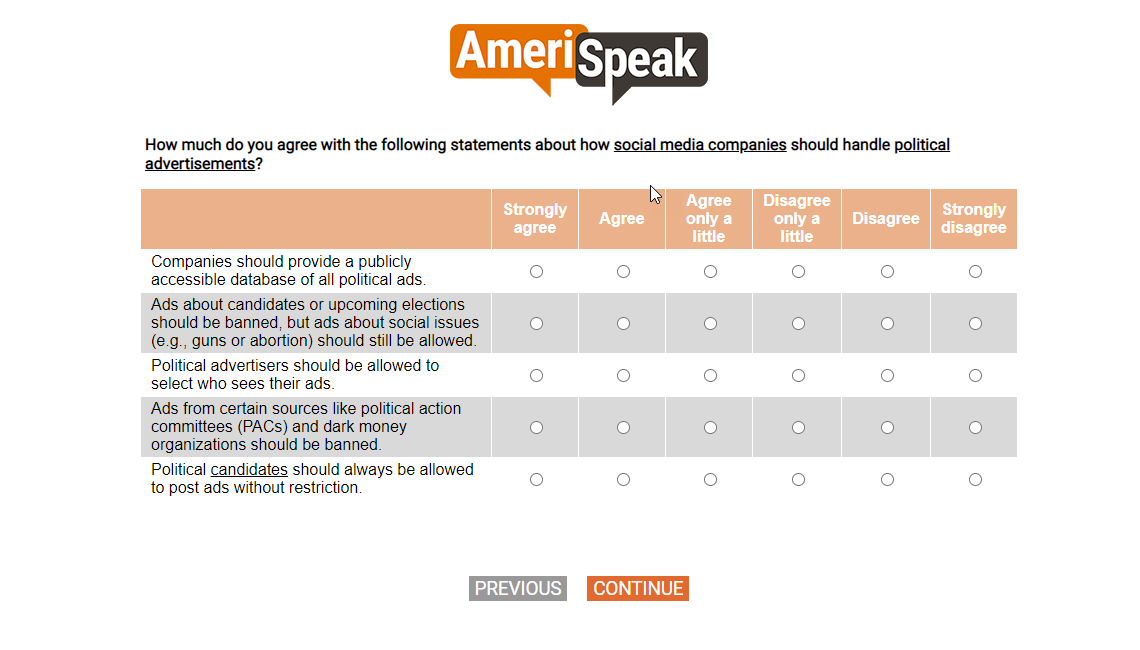 AmeriSpeak
How much do you agree with the following statements about how social media companies should handle political
advertisements?
Strongly
agree
Agree
Agree
only a
little
Disagree
only a
little
Disagree
Strongly
disagree
Companies should provide a publicly
accessible database of all political ads.
Ads about candidates or upcoming elections
should be banned, but ads about social issues
(e.g., guns or abortion) should still be allowed.
Political advertisers should be allowed to
select who sees their ads.
Ads from certain sources like political action
committees (PACs) and dark money
organizations should be banned.
Political candidates should always be allowed
to post ads without restriction.
PREVIOUS
CONTINUE